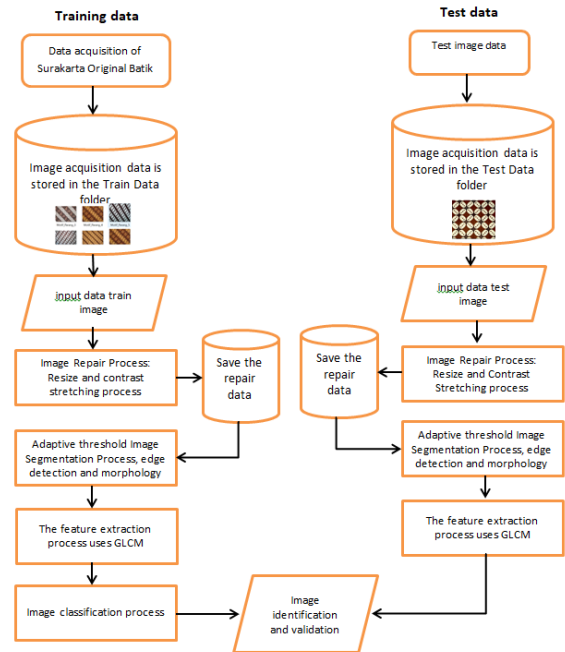 Training data
Data acquisition of
Surakarta Original Batik
Image acquisition data is
stored in the Train Data
folder
input data train
image
Image Repair Process:
Resize and contrast
stretching process
Save the
repair
data
Adaptive threshold Image
Segmentation Process, edge
detection and morphology
The feature extraction
process uses GLCM
Image classification process
Test data
Test image data
Image acquisition data is
stored in the Test Data
folder
input data test
image
Image Repair Process:
Resize and Contrast
Stretching process
Save the
repair
data
Adaptive threshold Image
Segmentation Process, edge
detection and morphology
The feature extraction
process uses GLCM
Image
identification
and validation